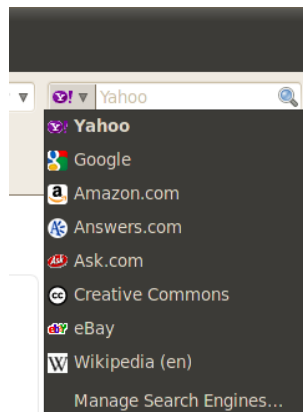 Yahoo
Yahoo
Google
Amazon.com
Answers.com
Ask.com
Creative Commons
eBay
Wikipedia (en)
Manage Search Engines...